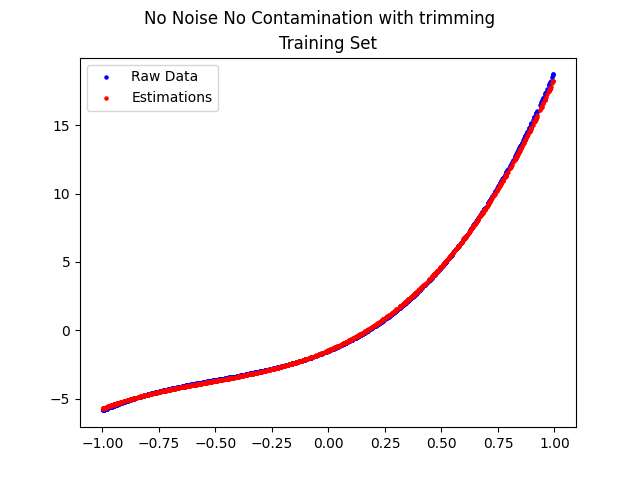 No Noise No Contamination with trimming
Training Set
Raw Data
Estimations
15
10
5
0
−5
−1.00 −0.75 −0.50 −0.25 0.00 0.25 0.50 0.75 1.00